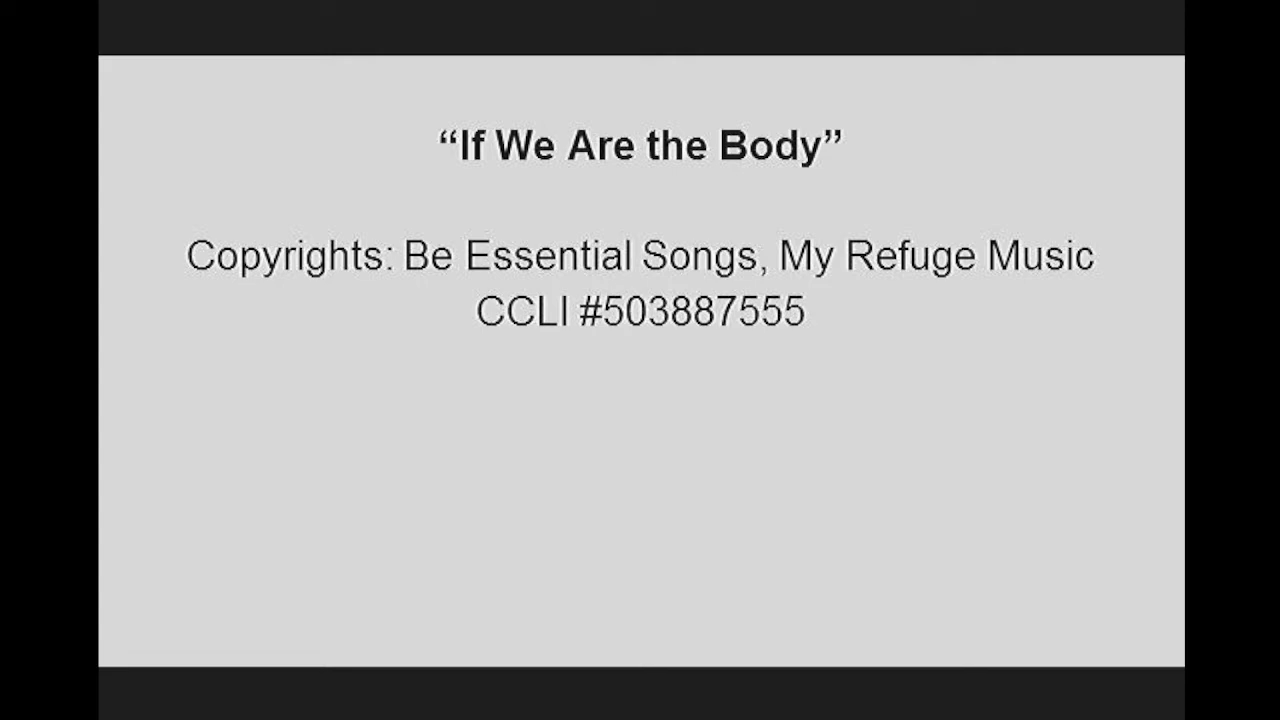 “If We Are the Body”
Copyrights: Be Essential Songs, My Refuge Music
CCLI #503887555